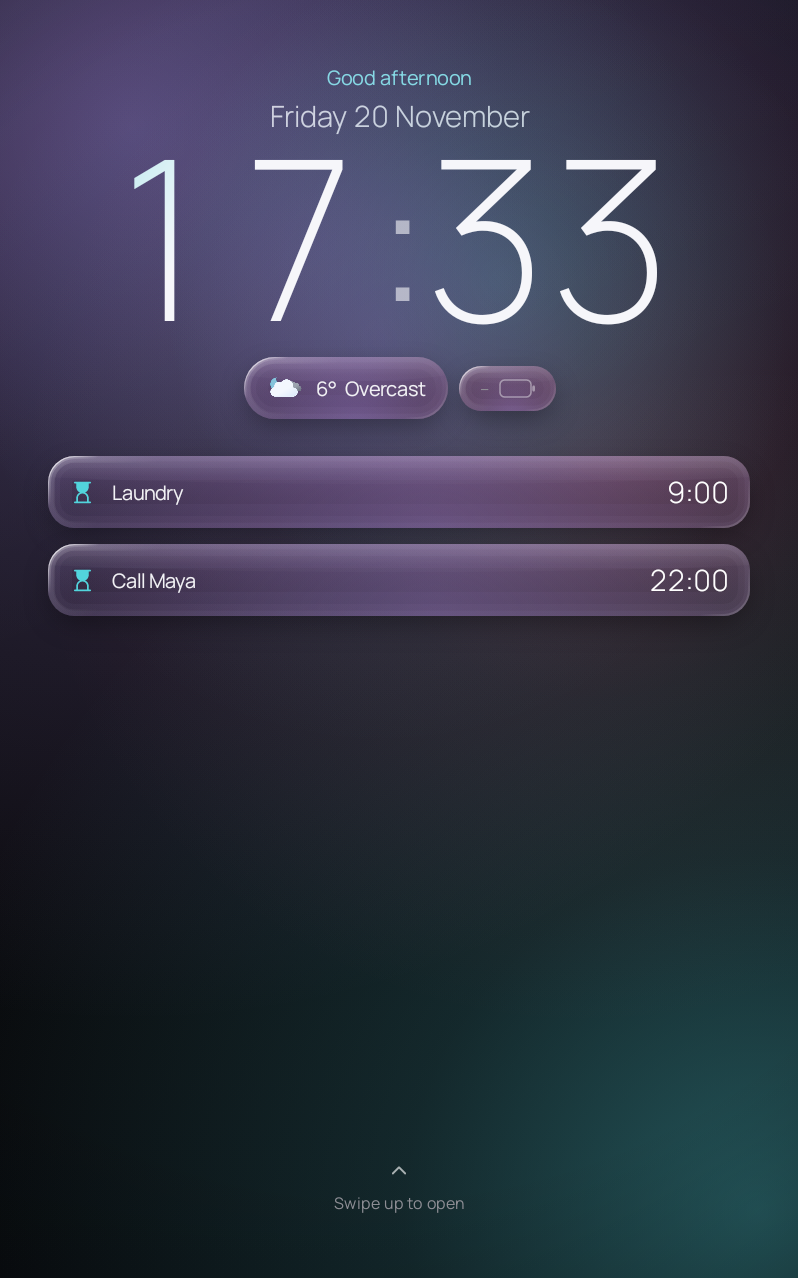 Good afternoon
Friday 20 November
17:33
6° Overcast
–
Laundry 9:00
Call Maya 22:00
Swipe up to open